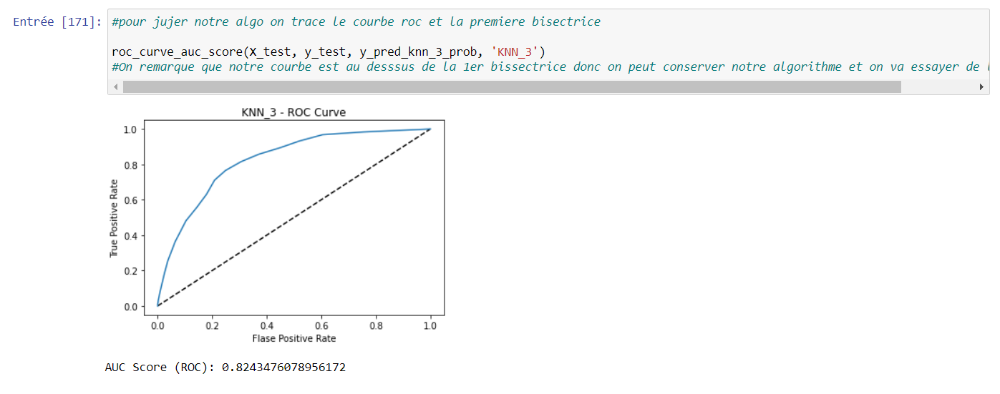 Entrée [171]: #pour jujer notre algo on trace le courbe roc et la premiere bisectrice
roc_curve_auc_score(X_test, y_test, y_pred_knn_3_prob, 'KNN_3')
#On remarque que notre courbe est au desssus de la 1er bissectrice donc on peut conserver notre algorithme et on va essayer de
KNN_3 - ROC Curve
True Positive Rate
1.0
0.8
0.6
0.4
0.2
0.0
0.0 0.2 0.4 0.6 0.8 1.0
Flase Positive Rate
AUC Score (ROC): 0.8243476078956172